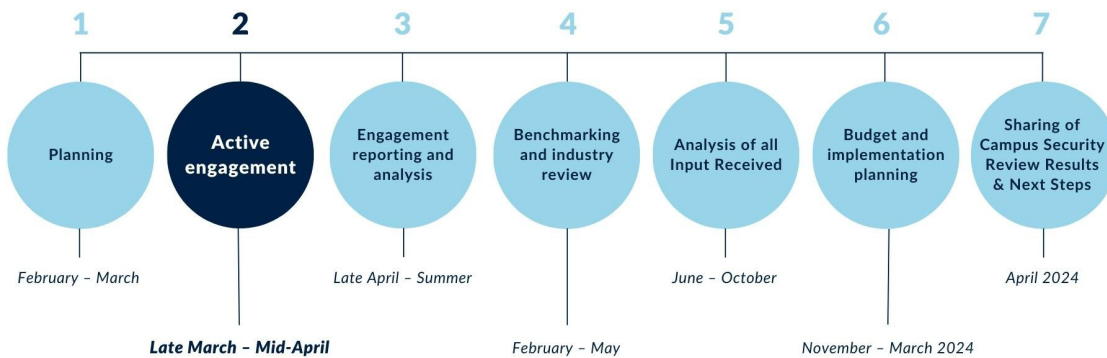 1
2
3
4
5
6
7
Planning
Active
engagement
Engagement
reporting and
analysis
Benchmarking
and industry
review
Analysis of all
Input Received
Budget and
implementation
planning
Sharing of
Campus Security
Review Results
& Next Steps
February – March
Late March – Mid-April
Late April – Summer
February – May
June – October
November – March 2024
April 2024